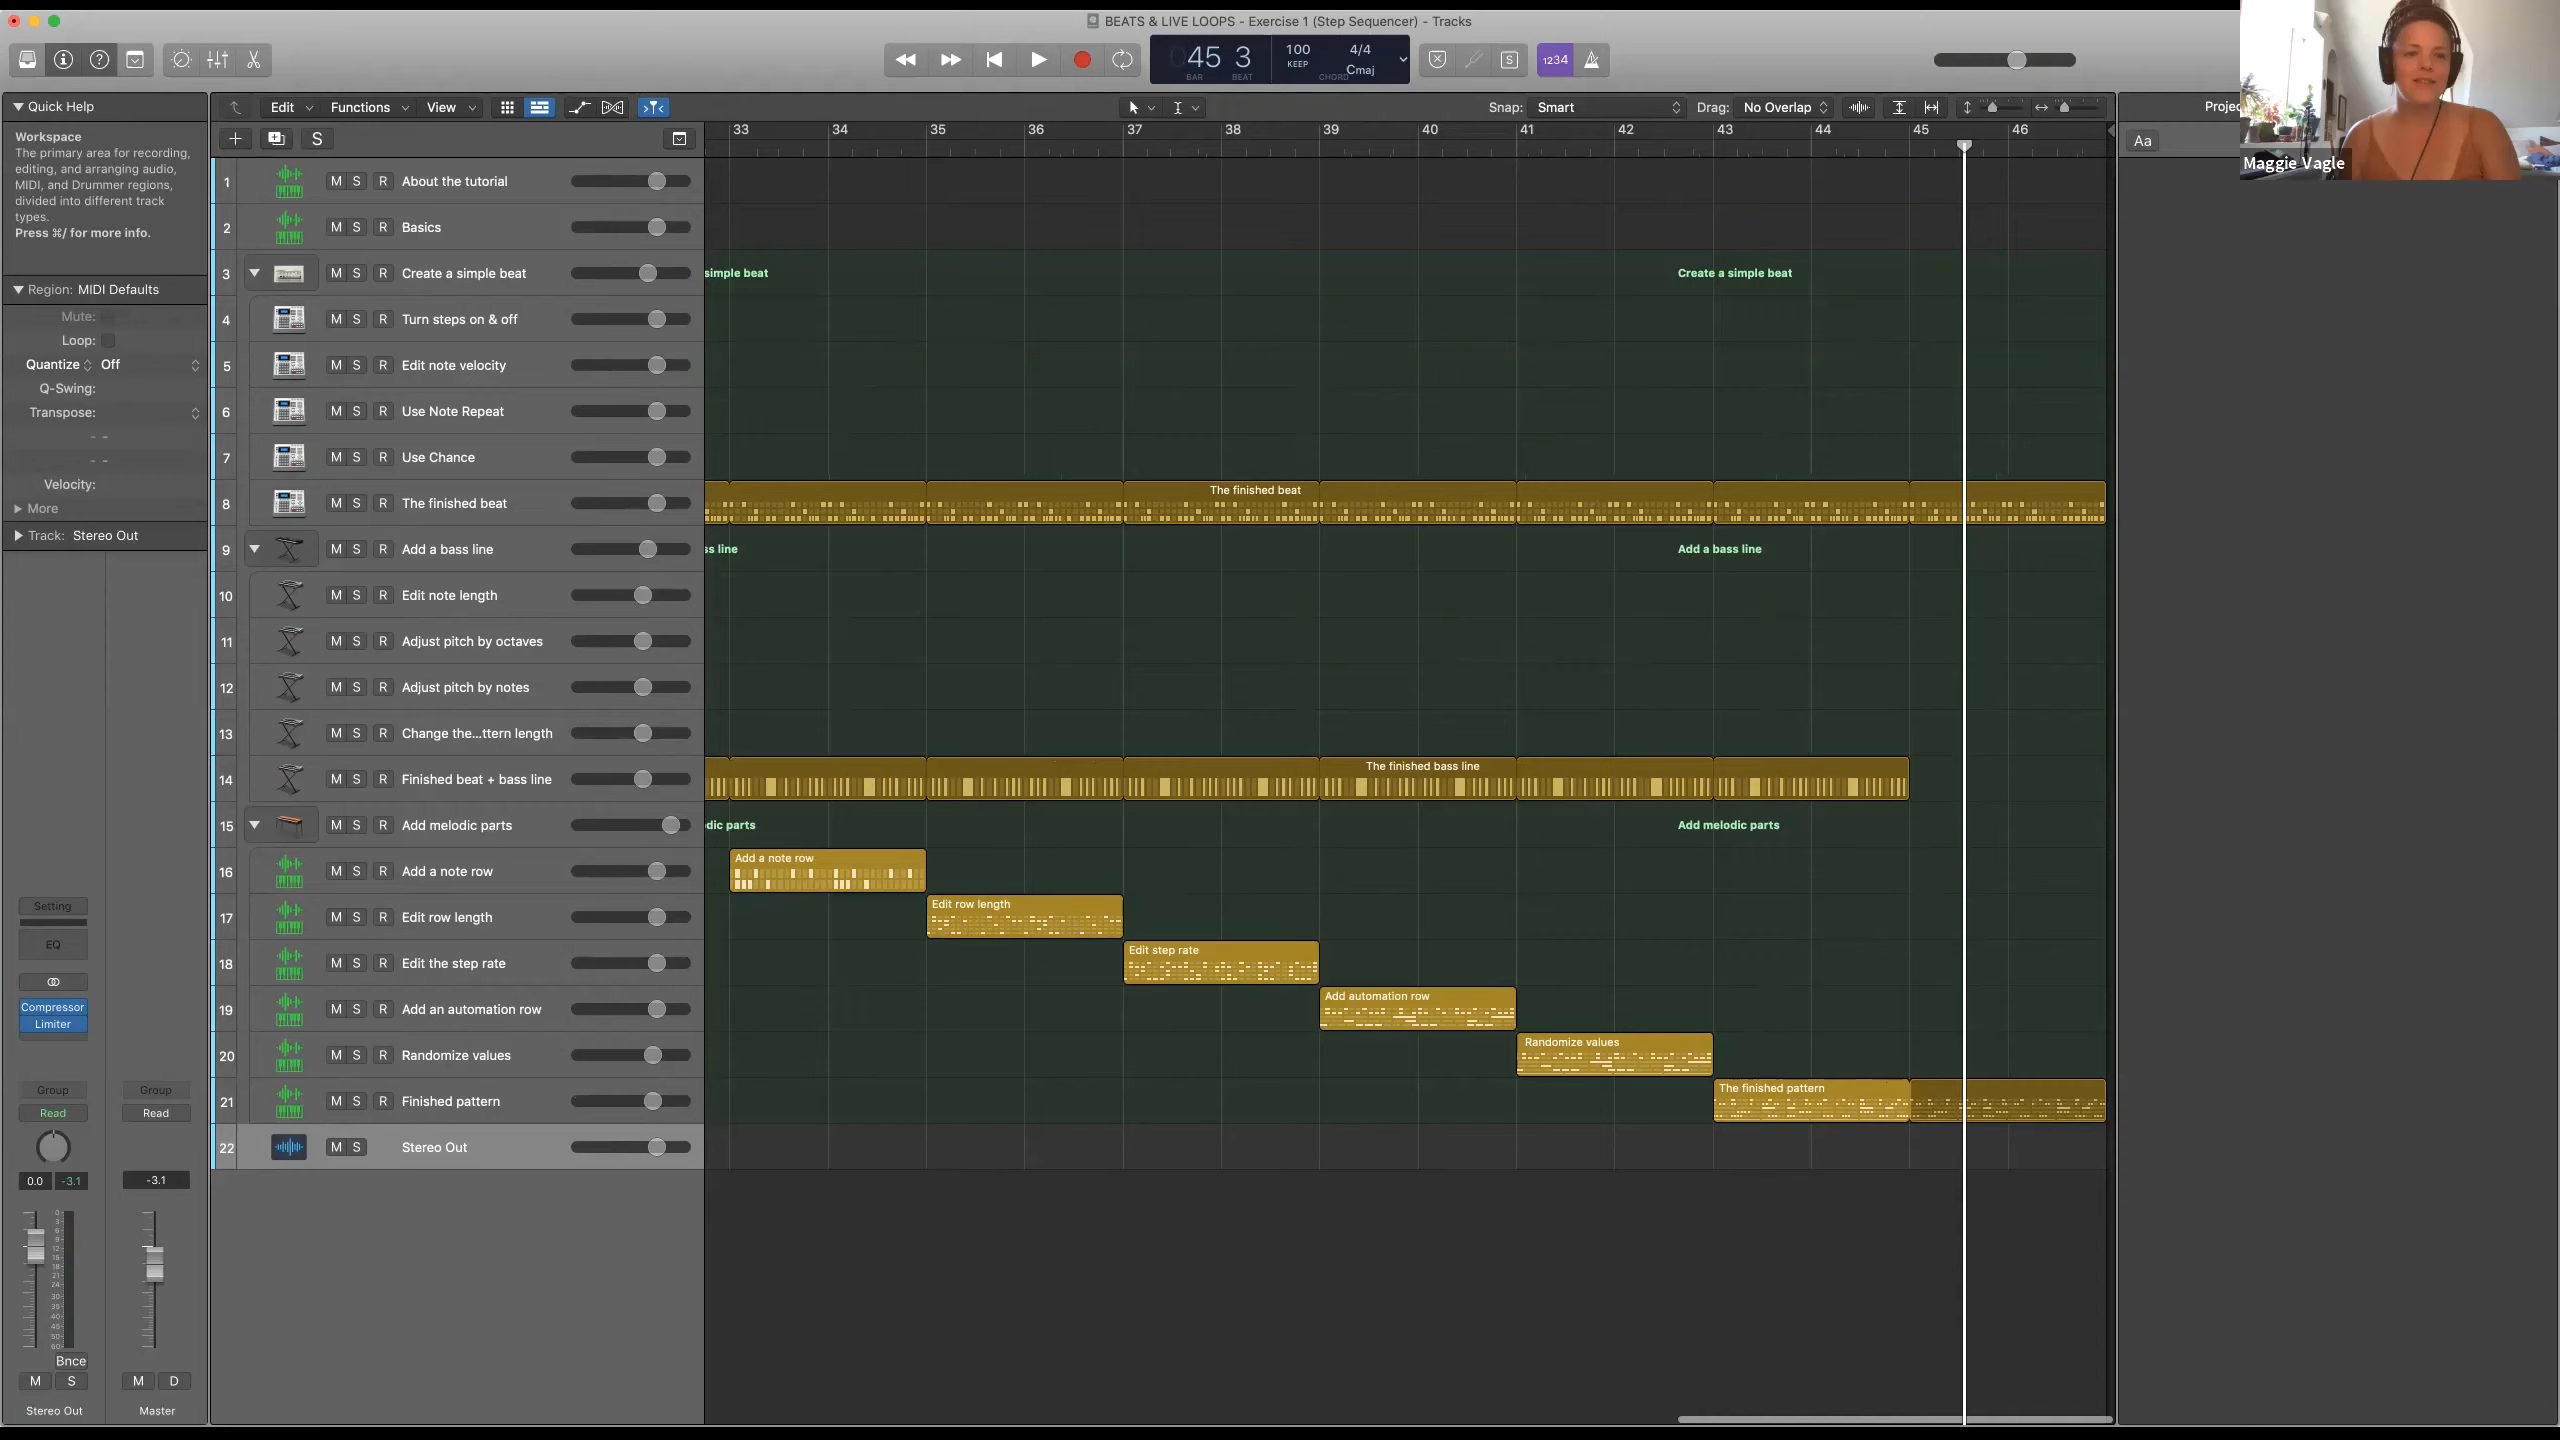 BEATS & LIVE LOOPS - Exercise 1 (Step Sequencer) - Tracks
45 3
BAR BEAT
100
KEEP
4/4
Cmaj
CHORD
S
1234
Maggie Vagle
Quick Help
Workspace
The primary area for recording,
editing, and arranging audio,
MIDI, and Drummer regions,
divided into different track
types.
Press ⌘/ for more info.
Region: MIDI Defaults
Mute:
Loop:
Quantize Off
Q-Swing:
Transpose:
Velocity:
More
Track: Stereo Out
Setting
EQ
Compressor
Limiter
Group Group
Read Read
0.0 -3.1 -3.1
Bnce
M S M D
Stereo Out Master
Edit Functions View
Snap: Smart Drag: No Overlap
S
33 34 35 36 37 38 39 40 41 42 43 44 45 46
1 M S R About the tutorial
2 M S R Basics
3 M S R Create a simple beat
simple beat Create a simple beat
4 M S R Turn steps on & off
5 M S R Edit note velocity
6 M S R Use Note Repeat
7 M S R Use Chance
8 M S R The finished beat
The finished beat
9 M S R Add a bass line
ss line Add a bass line
10 M S R Edit note length
11 M S R Adjust pitch by octaves
12 M S R Adjust pitch by notes
13 M S R Change the...ttern length
14 M S R Finished beat + bass line
The finished bass line
15 M S R Add melodic parts
dic parts Add melodic parts
16 M S R Add a note row
Add a note row
17 M S R Edit row length
Edit row length
18 M S R Edit the step rate
Edit step rate
19 M S R Add an automation row
Add automation row
20 M S R Randomize values
Randomize values
21 M S R Finished pattern
The finished pattern
22 M S Stereo Out
Projec
Aa